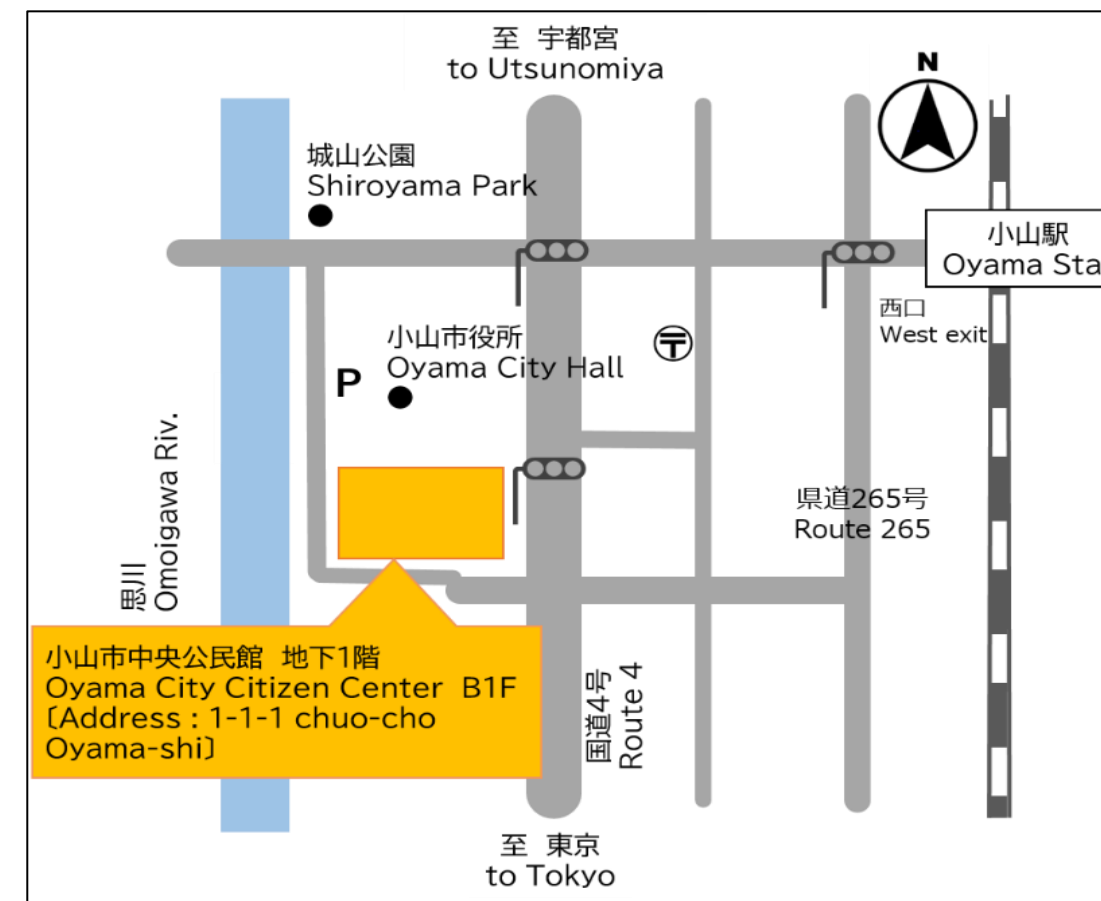 至 宇都宮
to Utsunomiya
N
城山公園
Shiroyama Park
小山駅
Oyama Sta
西口
West exit
小山市役所
Oyama City Hall
〒
P
思川
Omoigawa Riv.
県道265号
Route 265
小山市中央公民館 地下1階
Oyama City Citizen Center B1F
〔Address : 1-1-1 chuo-cho
Oyama-shi〕
国道4号
Route 4
至 東京
to Tokyo